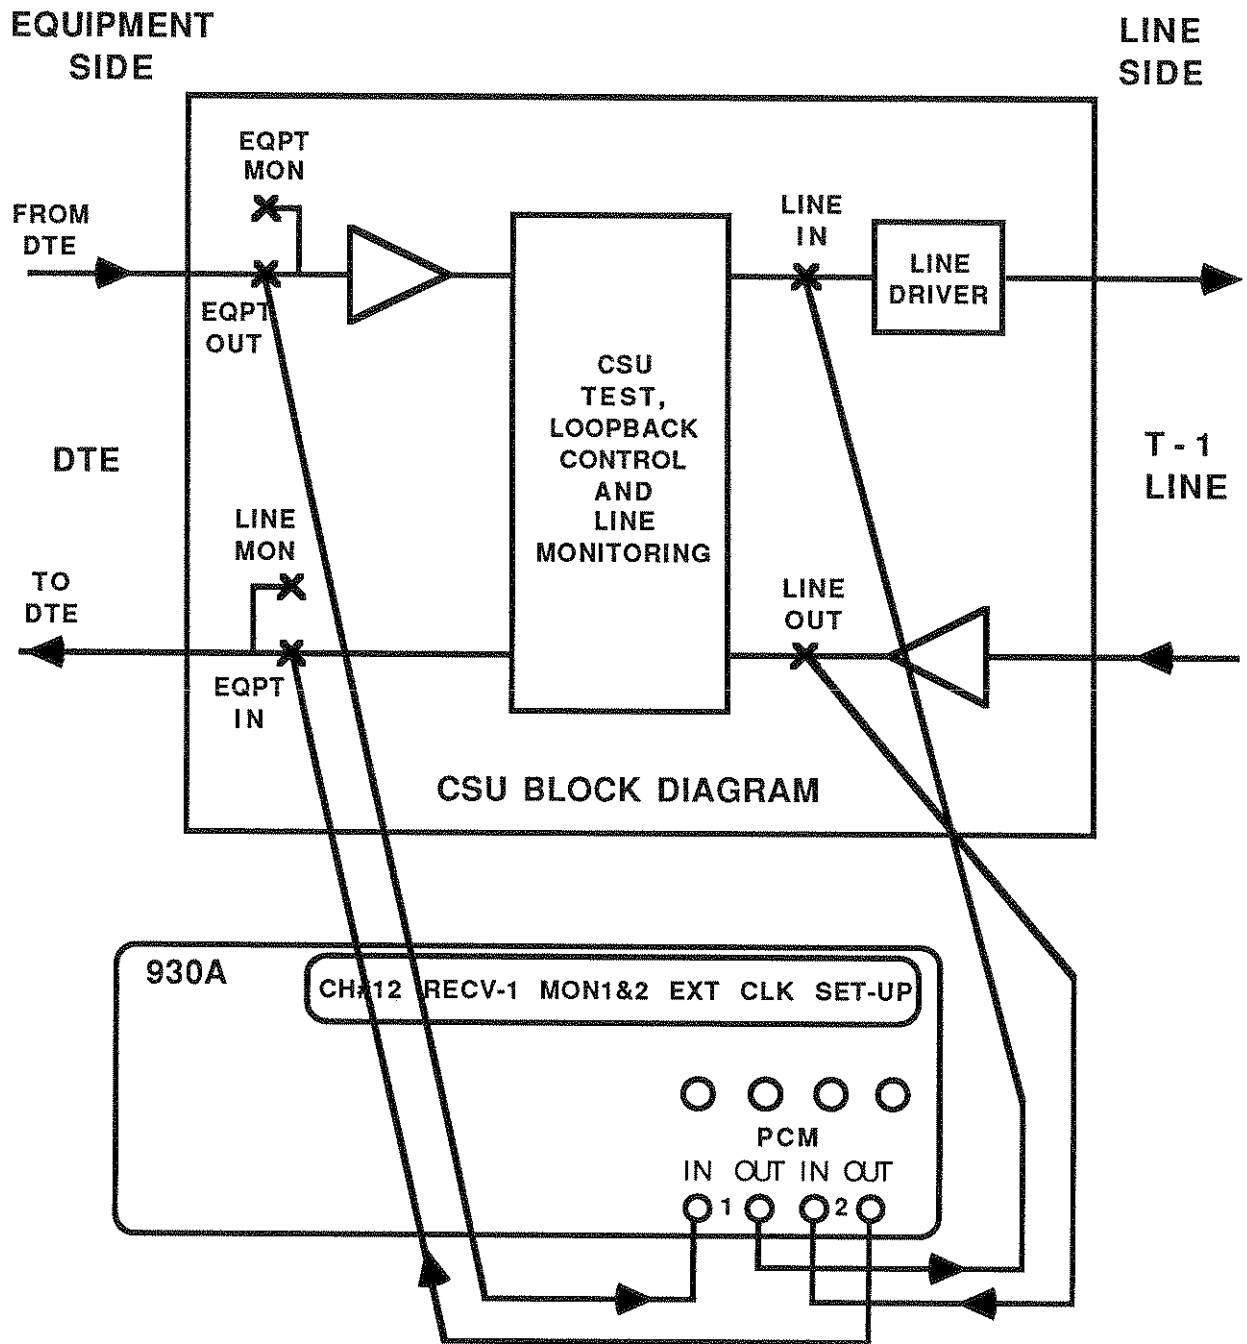 EQUIPMENT
SIDE
LINE
SIDE
EQPT
MON
FROM
DTE
EQPT
OUT
LINE
IN
LINE
DRIVER
CSU
TEST,
LOOPBACK
CONTROL
AND
LINE
MONITORING
DTE
T-1
LINE
LINE
MON
TO
DTE
EQPT
IN
LINE
OUT
CSU BLOCK DIAGRAM
930A
CH#12 RECV-1 MON1&2 EXT CLK SET-UP
PCM
IN OUT IN OUT
1 2